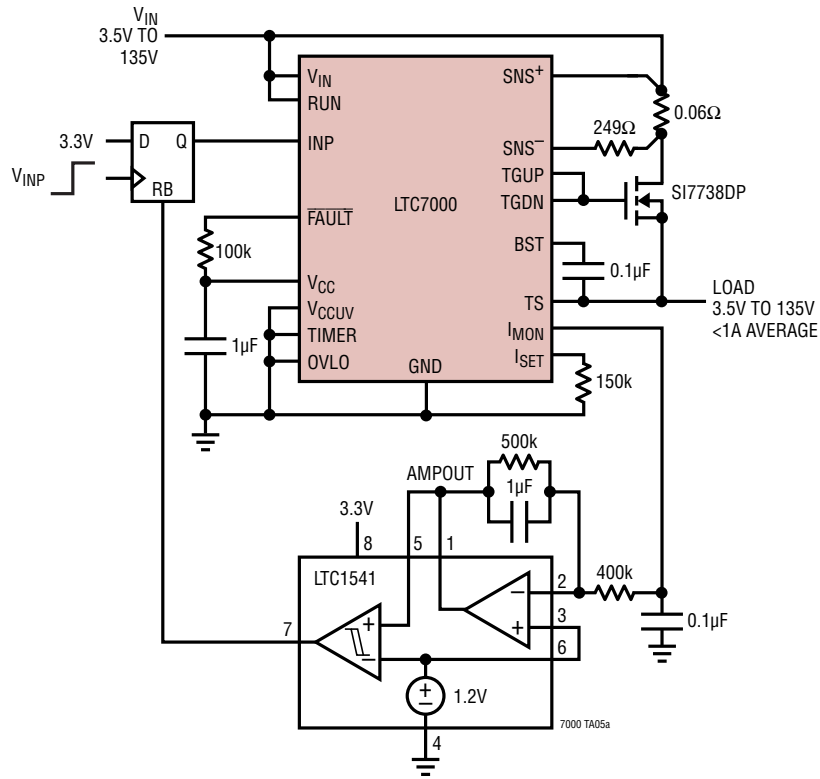 VIN
3.5V TO
135V
3.3V
VINP
D Q
RB
VIN
RUN
INP
FAULT
VCC
VCCUV
TIMER
OVLO
GND
LTC7000
SNS+
SNS–
TGUP
TGDN
BST
TS
IMON
ISET
0.06Ω
249Ω
SI7738DP
0.1µF
LOAD
3.5V TO 135V
<1A AVERAGE
100k
1µF
150k
500k
1µF
AMPOUT
3.3V
8 5 1
LTC1541
2
400k
3
6
0.1µF
7
+
–
–
+
+
–
1.2V
4
7000 TA05a